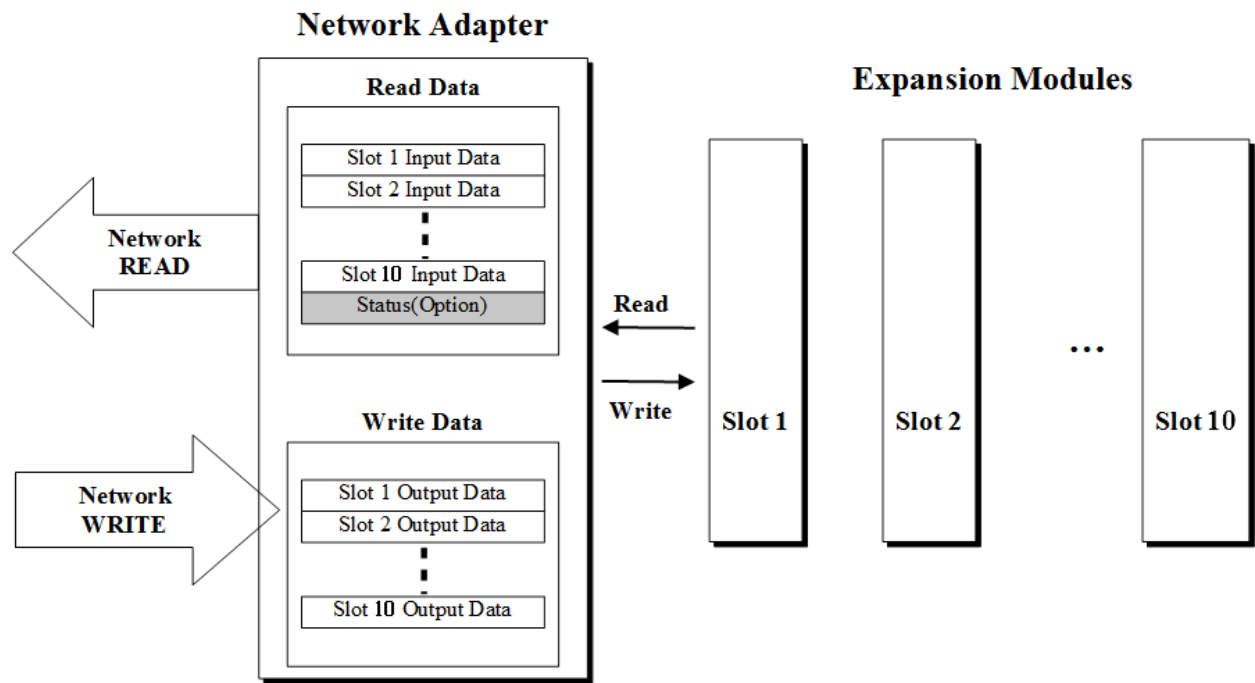 Network Adapter
Read Data
Slot 1 Input Data
Slot 2 Input Data
Slot 10 Input Data
Status(Option)
Network
READ
Write Data
Slot 1 Output Data
Slot 2 Output Data
Slot 10 Output Data
Network
WRITE
Read
Write
Expansion Modules
Slot 1
Slot 2
...
Slot 10